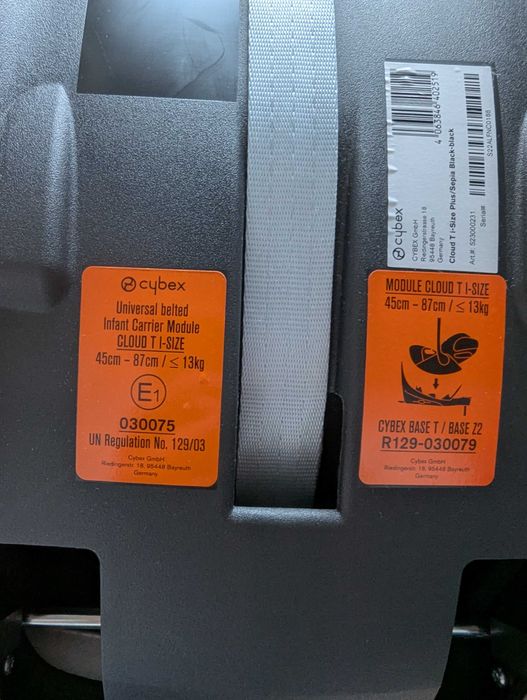 cybex
Universal belted
Infant Carrier Module
CLOUD T I-SIZE
45cm – 87cm / ≤ 13kg
E1
030075
UN Regulation No. 129/03
Cybex GmbH
Riedingerstr. 18, 95448 Bayreuth
Germany
4 063846 402519
cybex
CYBEX GmbH
Riedingerstrasse 18
95448 Bayreuth
Germany
Cloud T i-Size Plus/Sepia Black-black
Art.#: 523000231
Serial#
MODULE CLOUD T I-SIZE
45cm – 87cm / ≤ 13kg
CYBEX BASE T / BASE Z2
R129-030079
Cybex GmbH
Riedingerstr. 18, 95448 Bayreuth
Germany